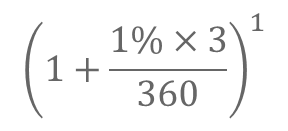 (1 + (1% × 3)/360)^1